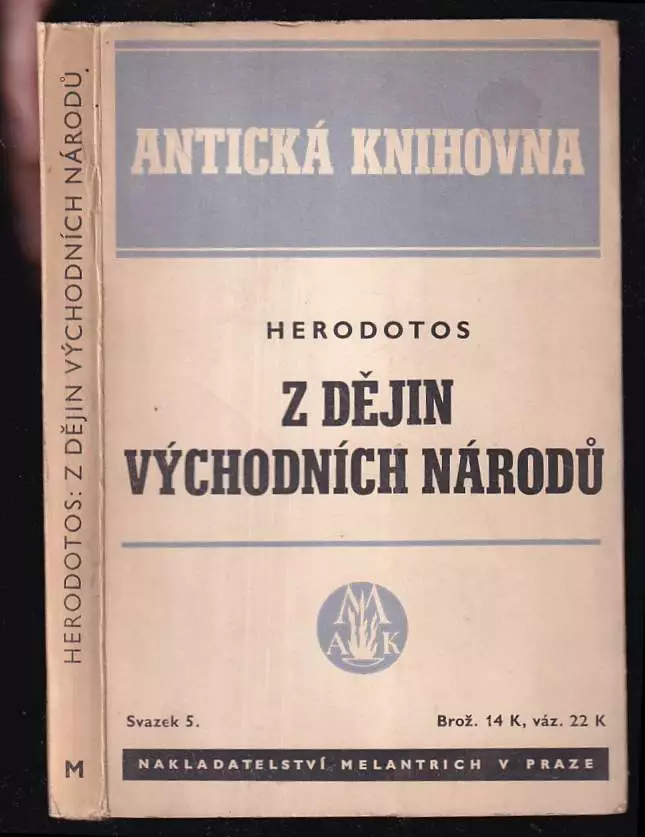 HERODOTOS: Z DĚJIN VÝCHODNÍCH NÁRODŮ
M
ANTICKÁ KNIHOVNA
HERODOTOS
Z DĚJIN
VÝCHODNÍCH NÁRODŮ
M
A K
Svazek 5.
Brož. 14 K, váz. 22 K
NAKLADATELSTVÍ MELANTRICH V PRAZE